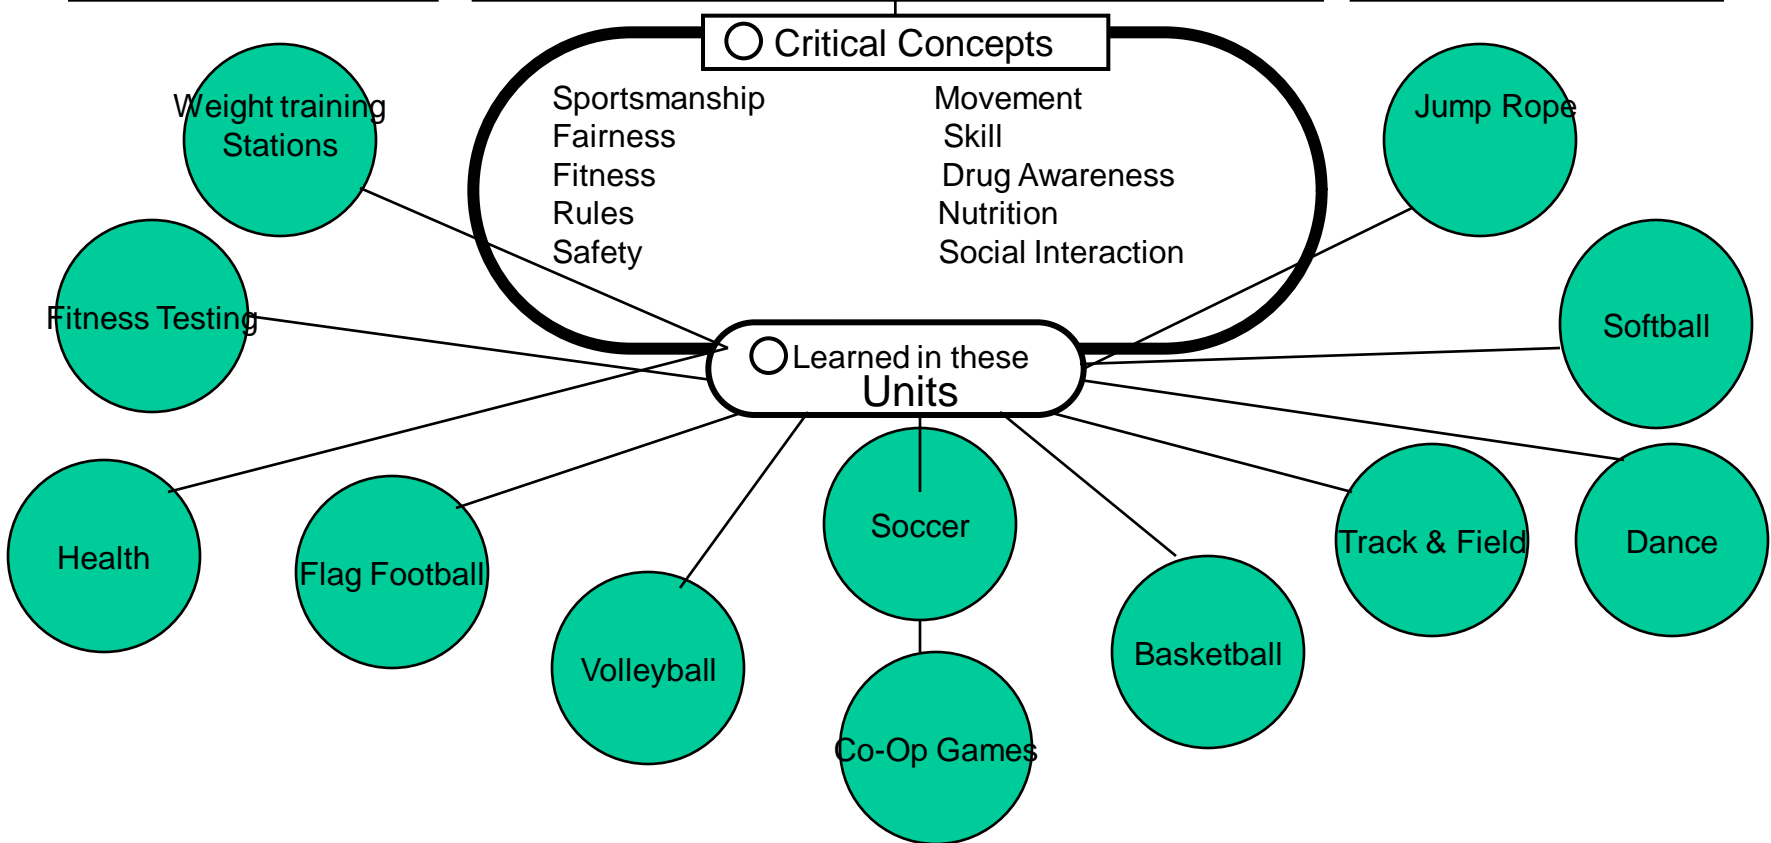 Critical Concepts
Sportsmanship
Fairness
Fitness
Rules
Safety
Movement
Skill
Drug Awareness
Nutrition
Social Interaction
Learned in these
Units
Weight training
Stations
Fitness Testing
Health
Flag Football
Volleyball
Soccer
Co-Op Games
Basketball
Track & Field
Dance
Softball
Jump Rope